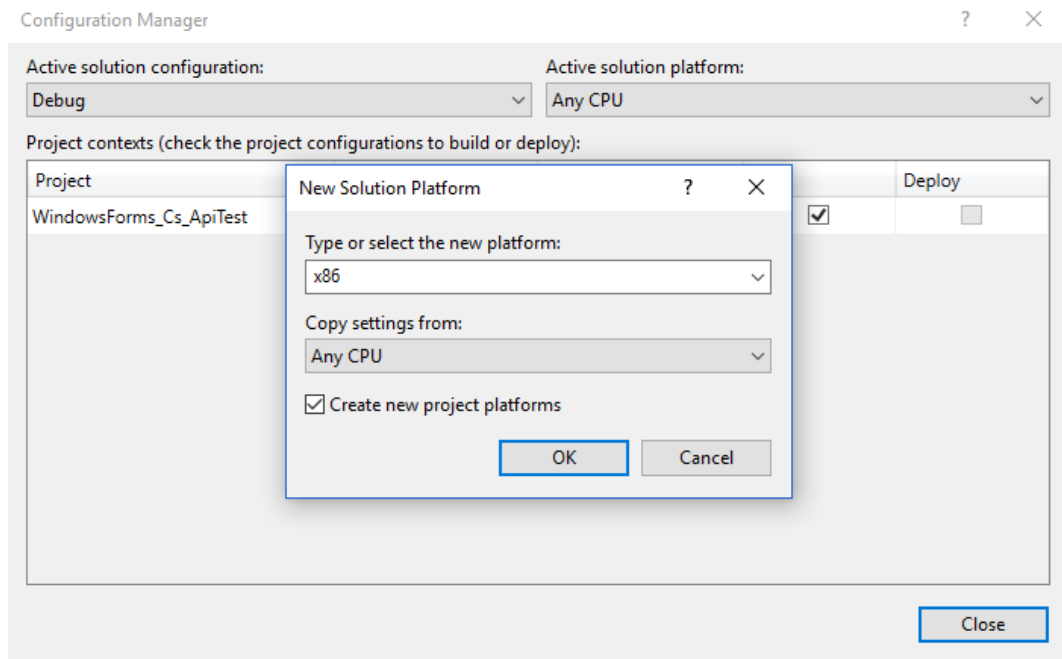 Configuration Manager
Active solution configuration: Active solution platform:
Debug Any CPU
Project contexts (check the project configurations to build or deploy):
Project Deploy
WindowsForms_Cs_ApiTest
New Solution Platform
Type or select the new platform:
x86
Copy settings from:
Any CPU
Create new project platforms
OK Cancel
Close